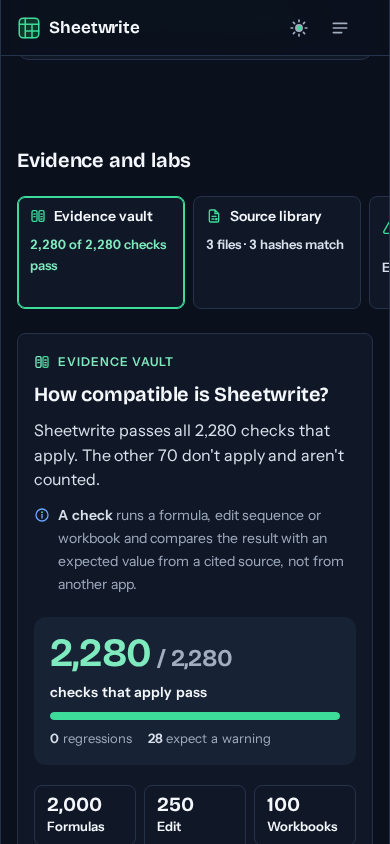 Sheetwrite
Evidence and labs
Evidence vault
2,280 of 2,280 checks
pass
Source library
3 files · 3 hashes match
E
EVIDENCE VAULT
How compatible is Sheetwrite?
Sheetwrite passes all 2,280 checks that
apply. The other 70 don't apply and aren't
counted.
A check runs a formula, edit sequence or
workbook and compares the result with an
expected value from a cited source, not from
another app.
2,280 / 2,280
checks that apply pass
0 regressions 28 expect a warning
2,000
Formulas
250
Edit
100
Workbooks